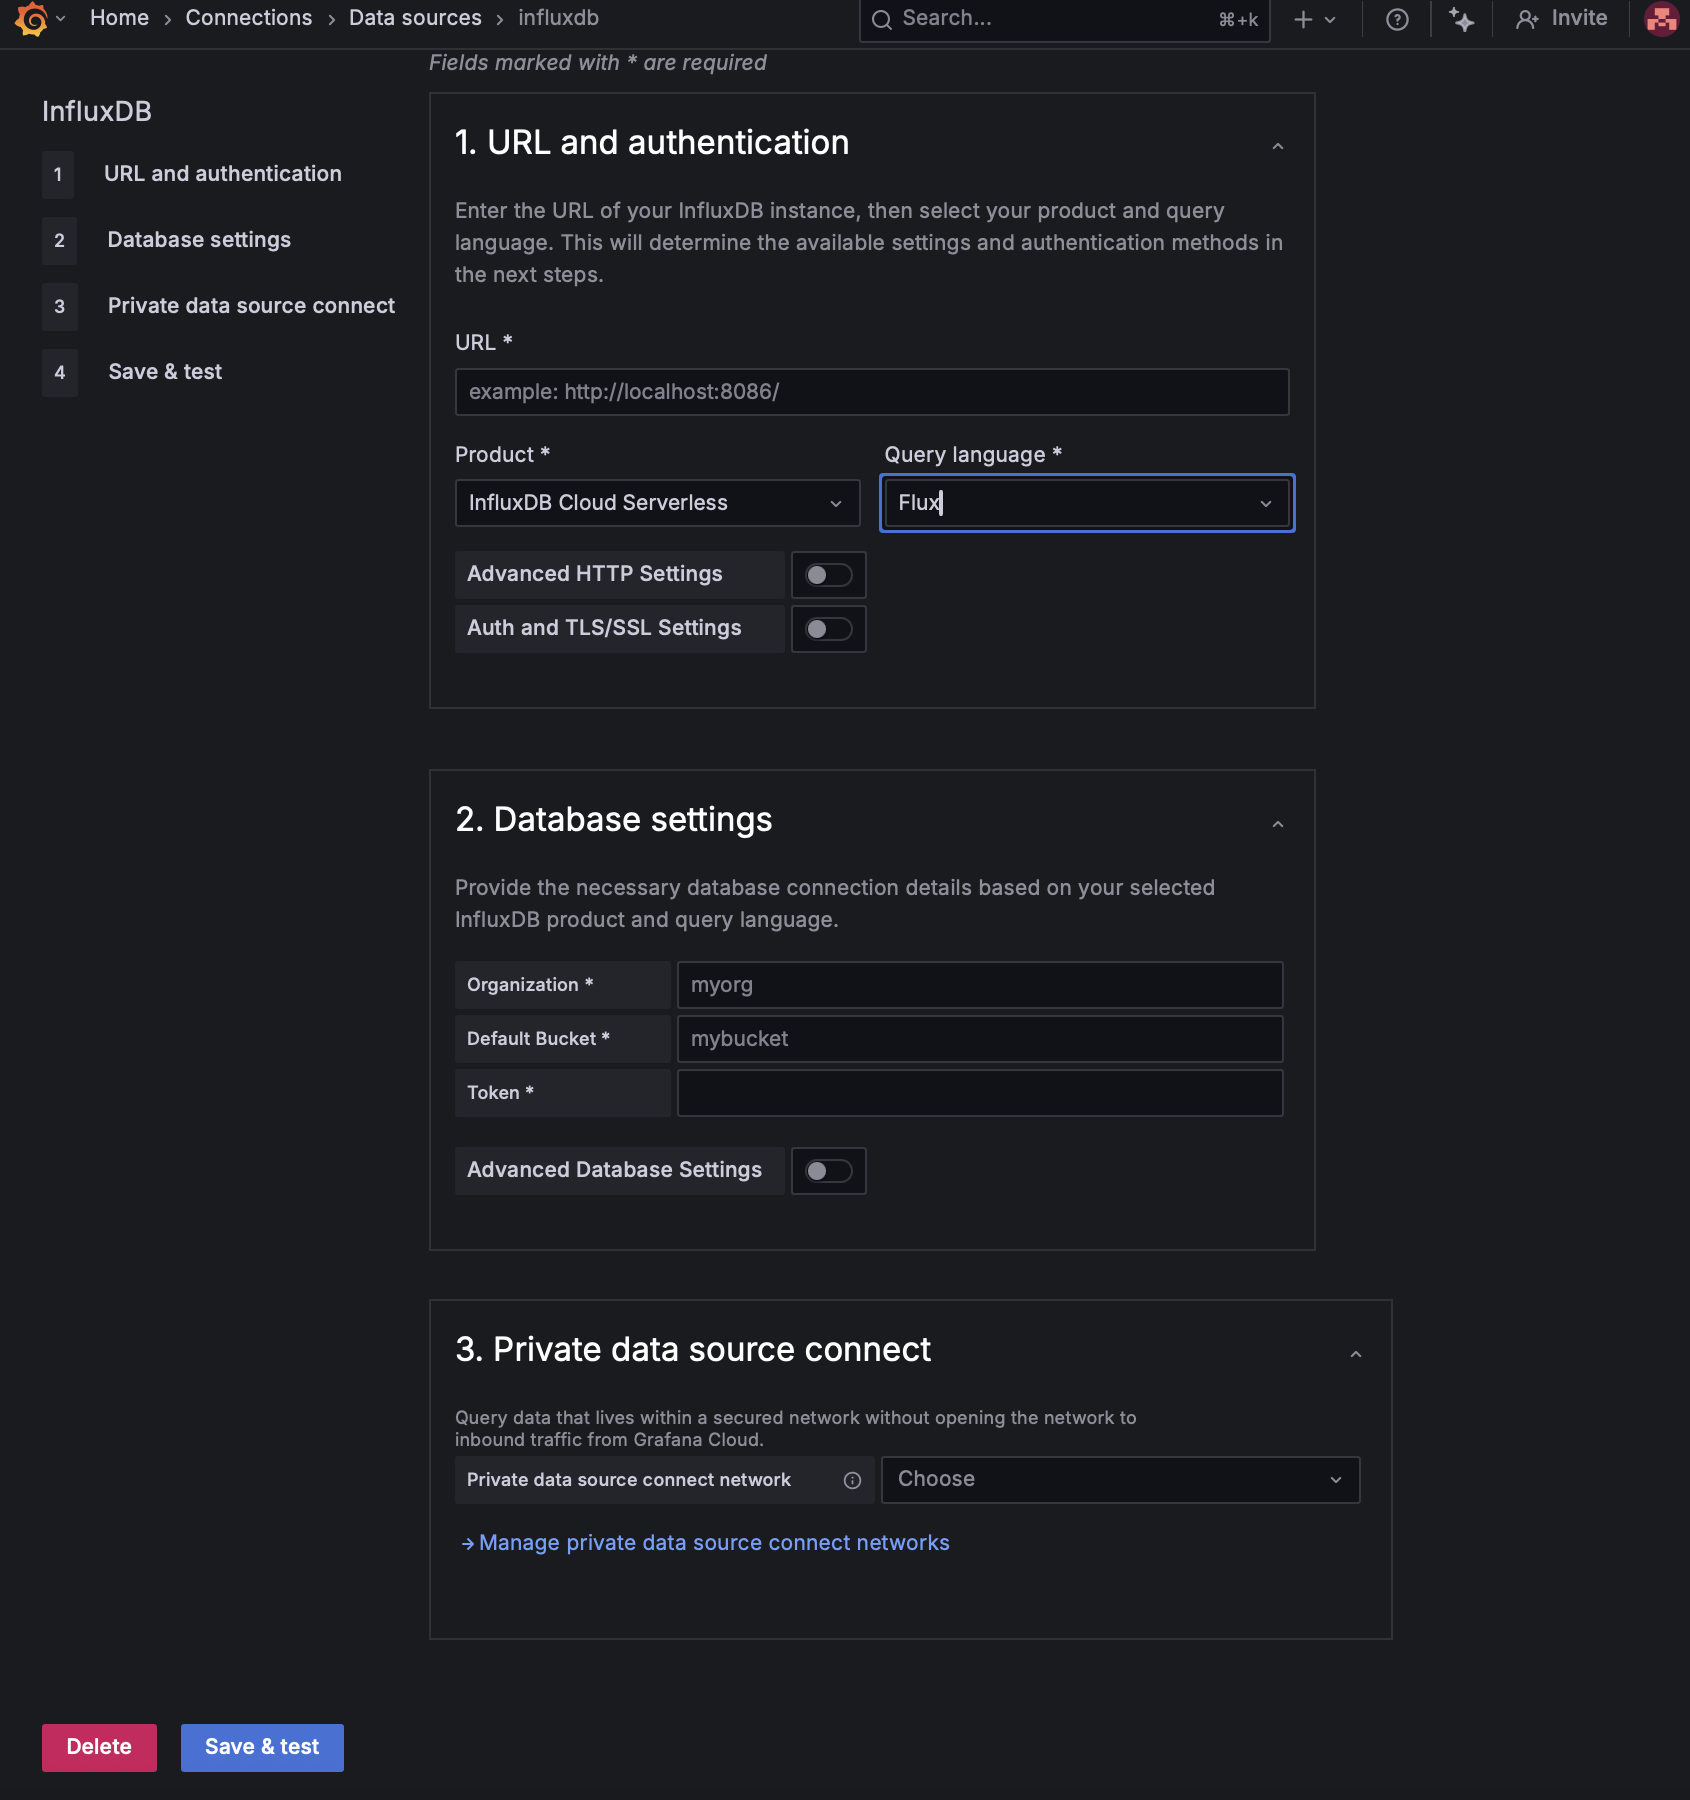 Home › Connections › Data sources › influxdb
Search...
⌘+k
Invite
Fields marked with * are required
InfluxDB
1 URL and authentication
2 Database settings
3 Private data source connect
4 Save & test
1. URL and authentication
Enter the URL of your InfluxDB instance, then select your product and query
language. This will determine the available settings and authentication methods in
the next steps.
URL *
example: http://localhost:8086/
Product *
Query language *
InfluxDB Cloud Serverless
Flux
Advanced HTTP Settings
Auth and TLS/SSL Settings
2. Database settings
Provide the necessary database connection details based on your selected
InfluxDB product and query language.
Organization *
myorg
Default Bucket *
mybucket
Token *
Advanced Database Settings
3. Private data source connect
Query data that lives within a secured network without opening the network to
inbound traffic from Grafana Cloud.
Private data source connect network
Choose
→ Manage private data source connect networks
Delete
Save & test